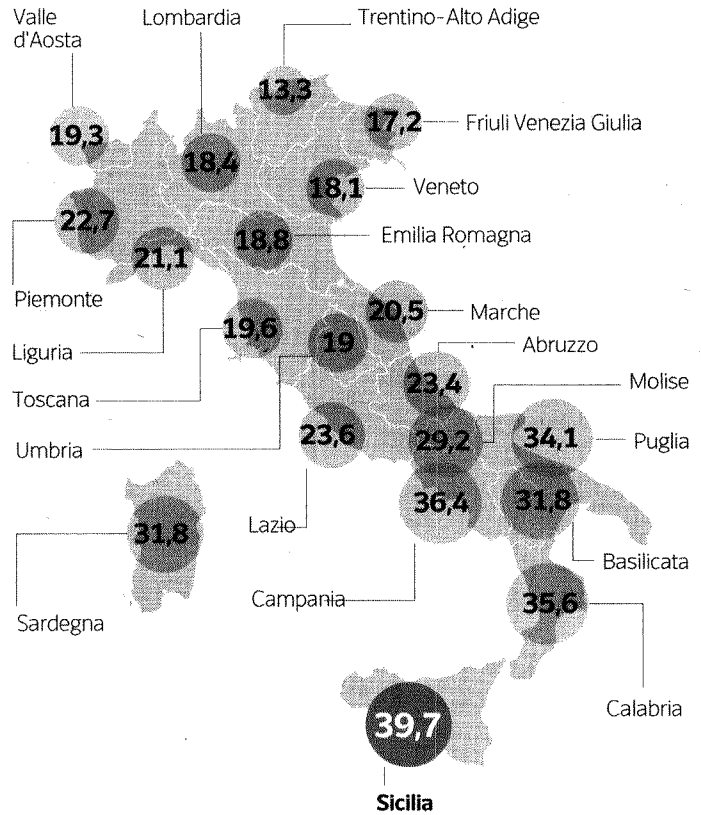 Valle
d'Aosta
Lombardia
Trentino-Alto Adige
13,3
19,3
18,4
17,2
Friuli Venezia Giulia
18,1
Veneto
22,7
18,8
Emilia Romagna
21,1
Piemonte
19,6
20,5
Marche
Liguria
19
Abruzzo
23,4
Molise
Toscana
23,6
29,2
34,1
Puglia
Umbria
36,4
31,8
Lazio
31,8
Basilicata
Campania
35,6
Sardegna
Calabria
39,7
Sicilia